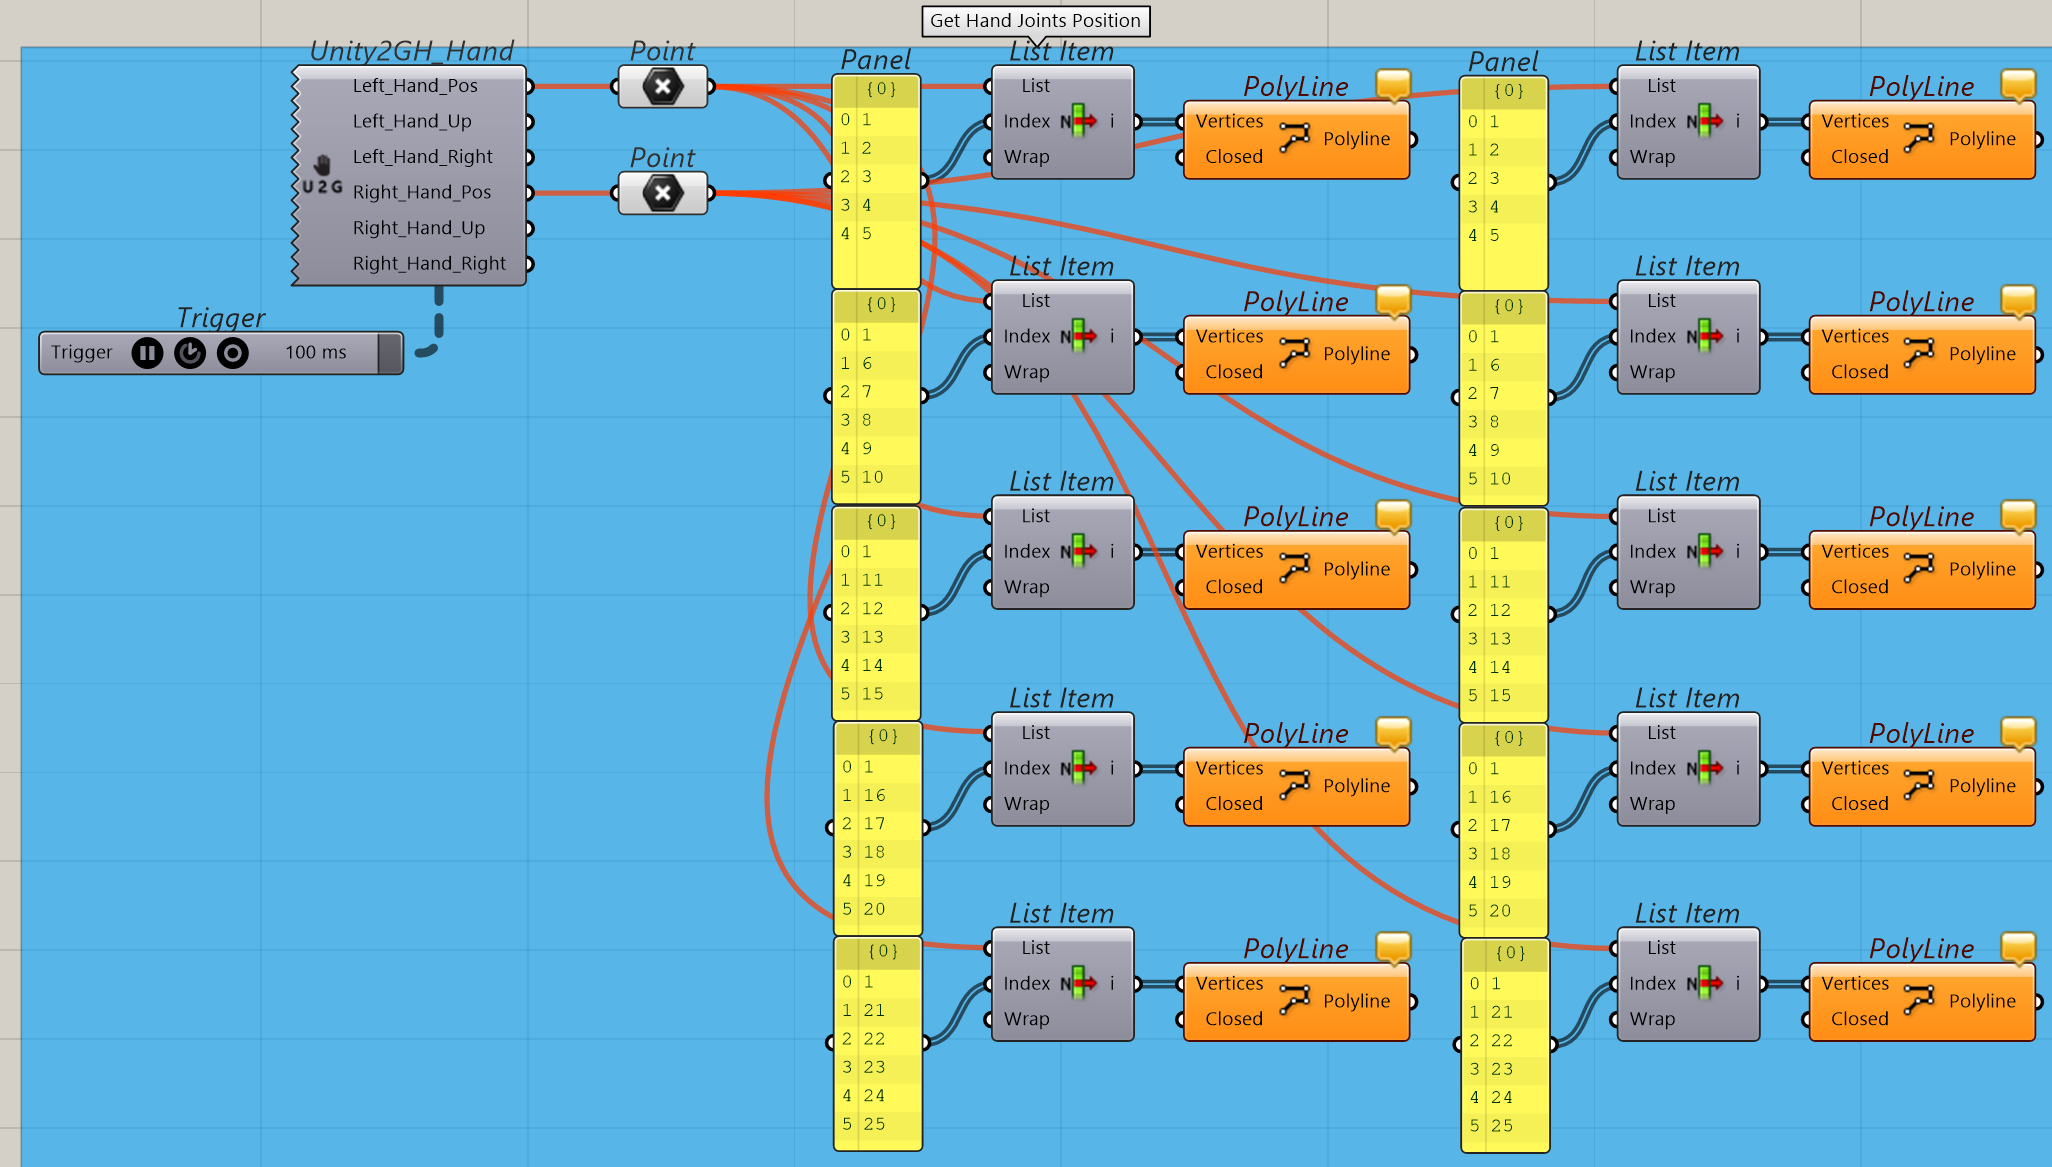 Get Hand Joints Position
Unity2GH_Hand
Left_Hand_Pos
Left_Hand_Up
Left_Hand_Right
Right_Hand_Pos
Right_Hand_Up
Right_Hand_Right
U2G
Trigger
Trigger 100 ms
Point
Point
Panel
{0}
0 1
1 2
2 3
3 4
4 5
{0}
0 1
1 6
2 7
3 8
4 9
5 10
{0}
0 1
1 11
2 12
3 13
4 14
5 15
{0}
0 1
1 16
2 17
3 18
4 19
5 20
{0}
0 1
1 21
2 22
3 23
4 24
5 25
List Item
List
Index N i
Wrap
PolyLine
Vertices
Closed
Polyline
List Item
List
Index N i
Wrap
PolyLine
Vertices
Closed
Polyline
List Item
List
Index N i
Wrap
PolyLine
Vertices
Closed
Polyline
List Item
List
Index N i
Wrap
PolyLine
Vertices
Closed
Polyline
List Item
List
Index N i
Wrap
PolyLine
Vertices
Closed
Polyline
Panel
{0}
0 1
1 2
2 3
3 4
4 5
{0}
0 1
1 6
2 7
3 8
4 9
5 10
{0}
0 1
1 11
2 12
3 13
4 14
5 15
{0}
0 1
1 16
2 17
3 18
4 19
5 20
{0}
0 1
1 21
2 22
3 23
4 24
5 25
List Item
List
Index N i
Wrap
PolyLine
Vertices
Closed
Polyline
List Item
List
Index N i
Wrap
PolyLine
Vertices
Closed
Polyline
List Item
List
Index N i
Wrap
PolyLine
Vertices
Closed
Polyline
List Item
List
Index N i
Wrap
PolyLine
Vertices
Closed
Polyline
List Item
List
Index N i
Wrap
PolyLine
Vertices
Closed
Polyline